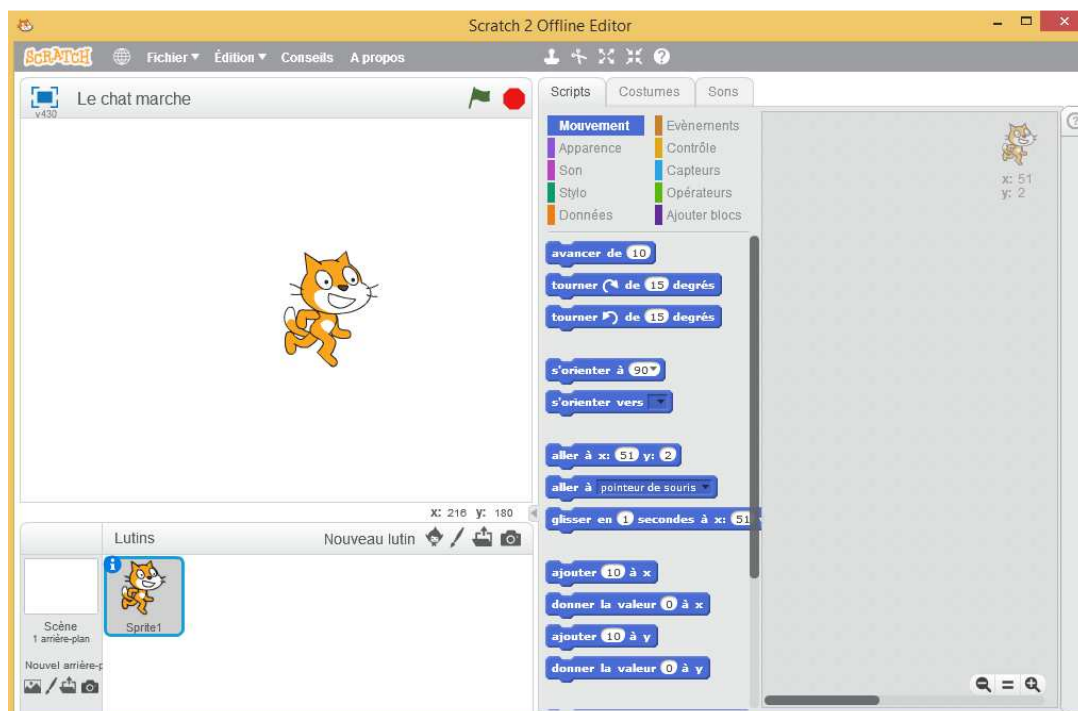 Scratch 2 Offline Editor
SCRATCH Fichier Édition Conseils A propos
Le chat marche
v430
Scripts Costumes Sons
Mouvement Evènements
Apparence Contrôle
Son Capteurs
Stylo Opérateurs
Données Ajouter blocs
x: 51
y: 2
avancer de 10
tourner de 15 degrés
tourner de 15 degrés
s'orienter à 90
s'orienter vers
aller à x: 51 y: 2
aller à pointeur de souris
glisser en 1 secondes à x: 51
ajouter 10 à x
donner la valeur 0 à x
ajouter 10 à y
donner la valeur 0 à y
x: 216 y: 180
Lutins Nouveau lutin
Scène
1 arrière-plan
Sprite1
Nouvel arrière-p